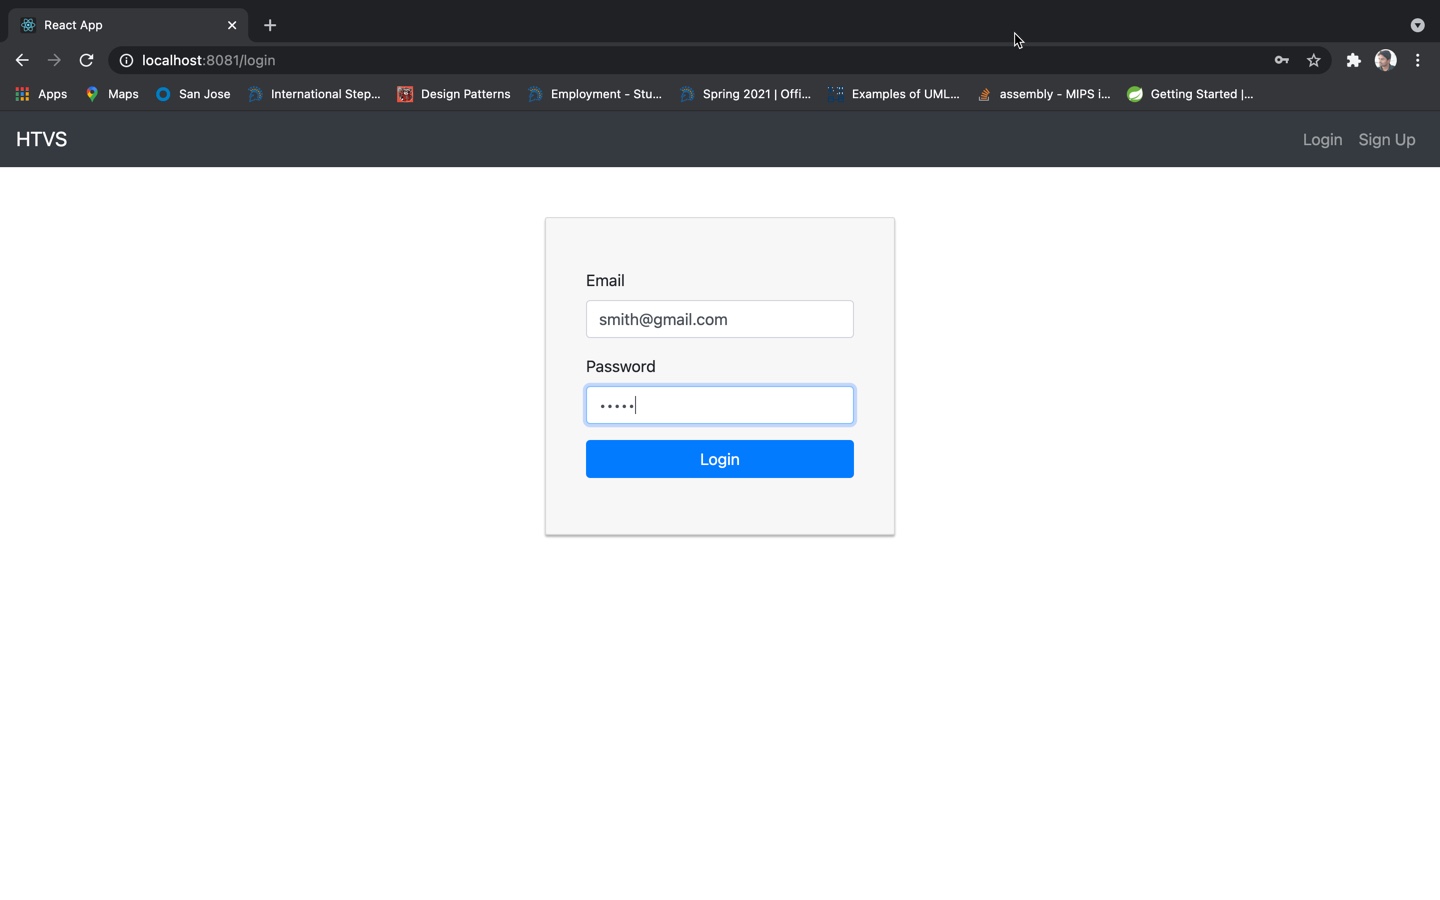 React App
localhost:8081/login
Apps Maps San Jose International Step... Design Patterns Employment - Stu... Spring 2021 | Offi... Examples of UML... assembly - MIPS i... Getting Started |...
HTVS Login Sign Up
Email
smith@gmail.com
Password
•••••
Login